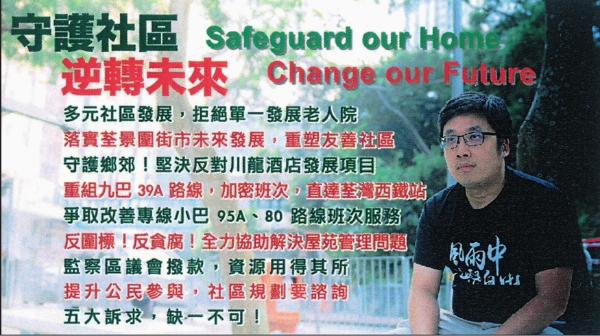 守護社區 Safeguard our Home
逆轉未來 Change our Future
多元社區發展，拒絕單一發展老人院
落實荃景圍街市未來發展，重塑友善社區
守護鄉郊！堅決反對川龍酒店發展項目
重組九巴 39A 路線，加密班次，直達荃灣西鐵站
爭取改善專線小巴 95A、80 路線班次服務
反圍標！反貪腐！全力協助解決屋苑管理問題
監察區議會撥款，資源用得其所
提升公民參與，社區規劃要諮詢
五大訴求，缺一不可！
風雨中